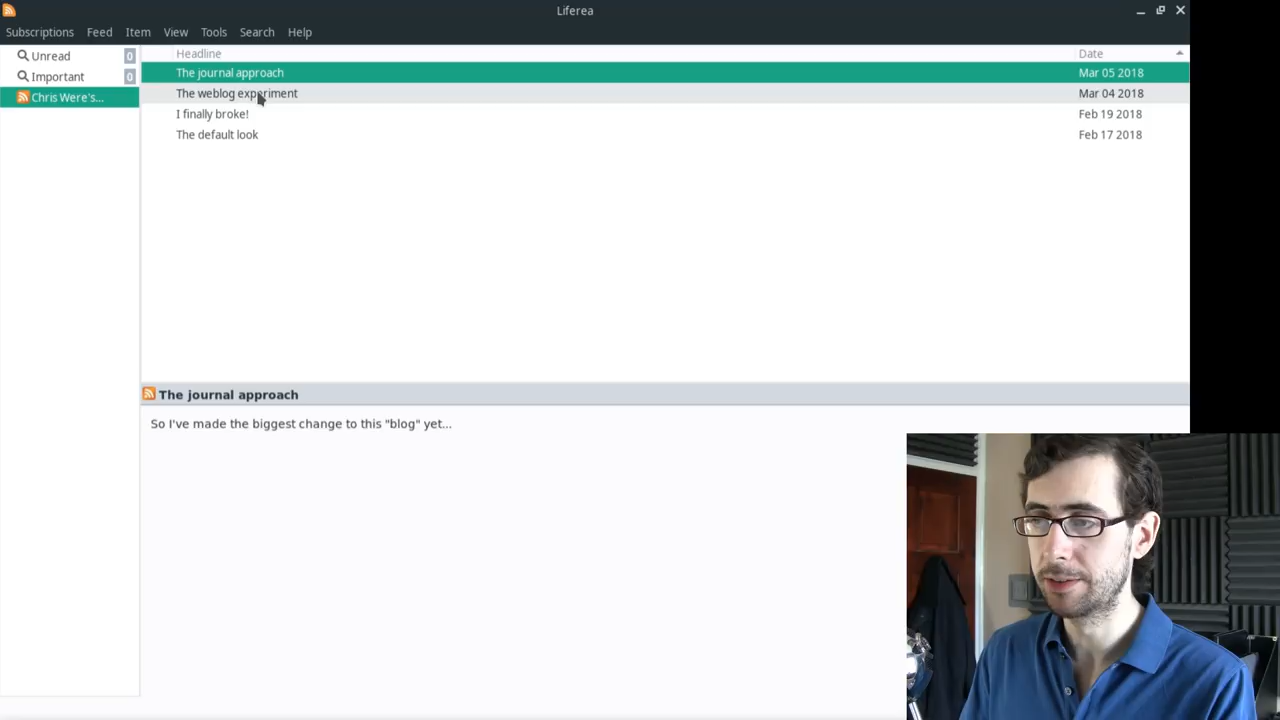 Liferea
Subscriptions Feed Item View Tools Search Help
Unread 0
Important 0
Chris Were's...
Headline Date
The journal approach Mar 05 2018
The weblog experiment Mar 04 2018
I finally broke! Feb 19 2018
The default look Feb 17 2018
The journal approach
So I've made the biggest change to this "blog" yet...